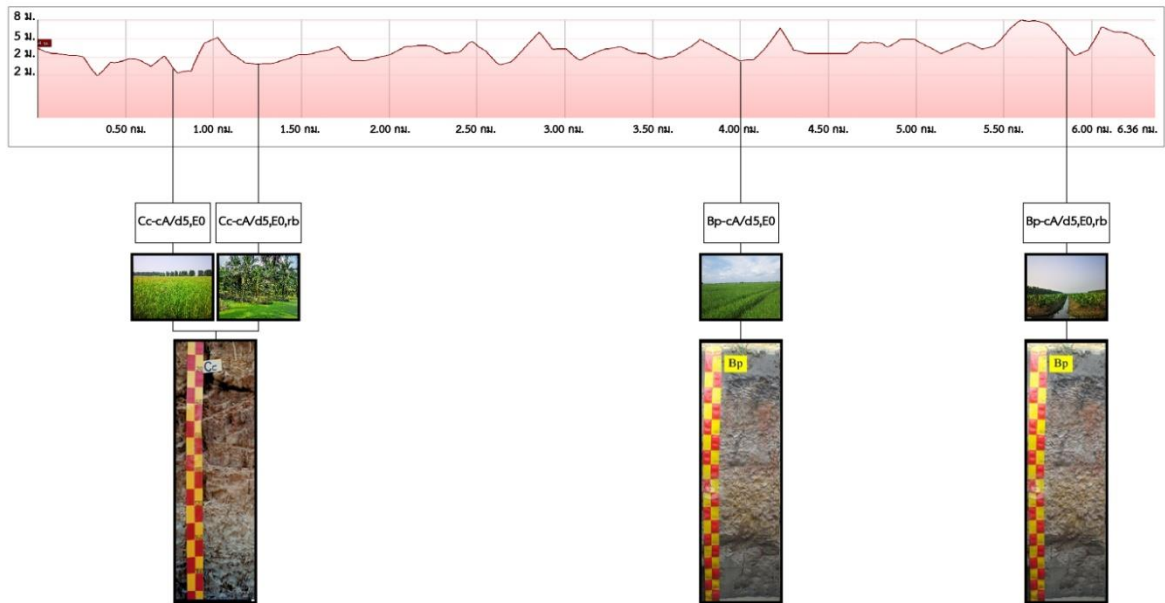 8 ม.
5 ม.
2 ม.
2 ม.
0.50 กม. 1.00 กม. 1.50 กม. 2.00 กม. 2.50 กม. 3.00 กม. 3.50 กม. 4.00 กม. 4.50 กม. 5.00 กม. 5.50 กม. 6.00 กม. 6.36 กม.
Cc-cA/d5,E0 Cc-cA/d5,E0,rb Bp-cA/d5,E0 Bp-cA/d5,E0,rb
Cc Bp Bp